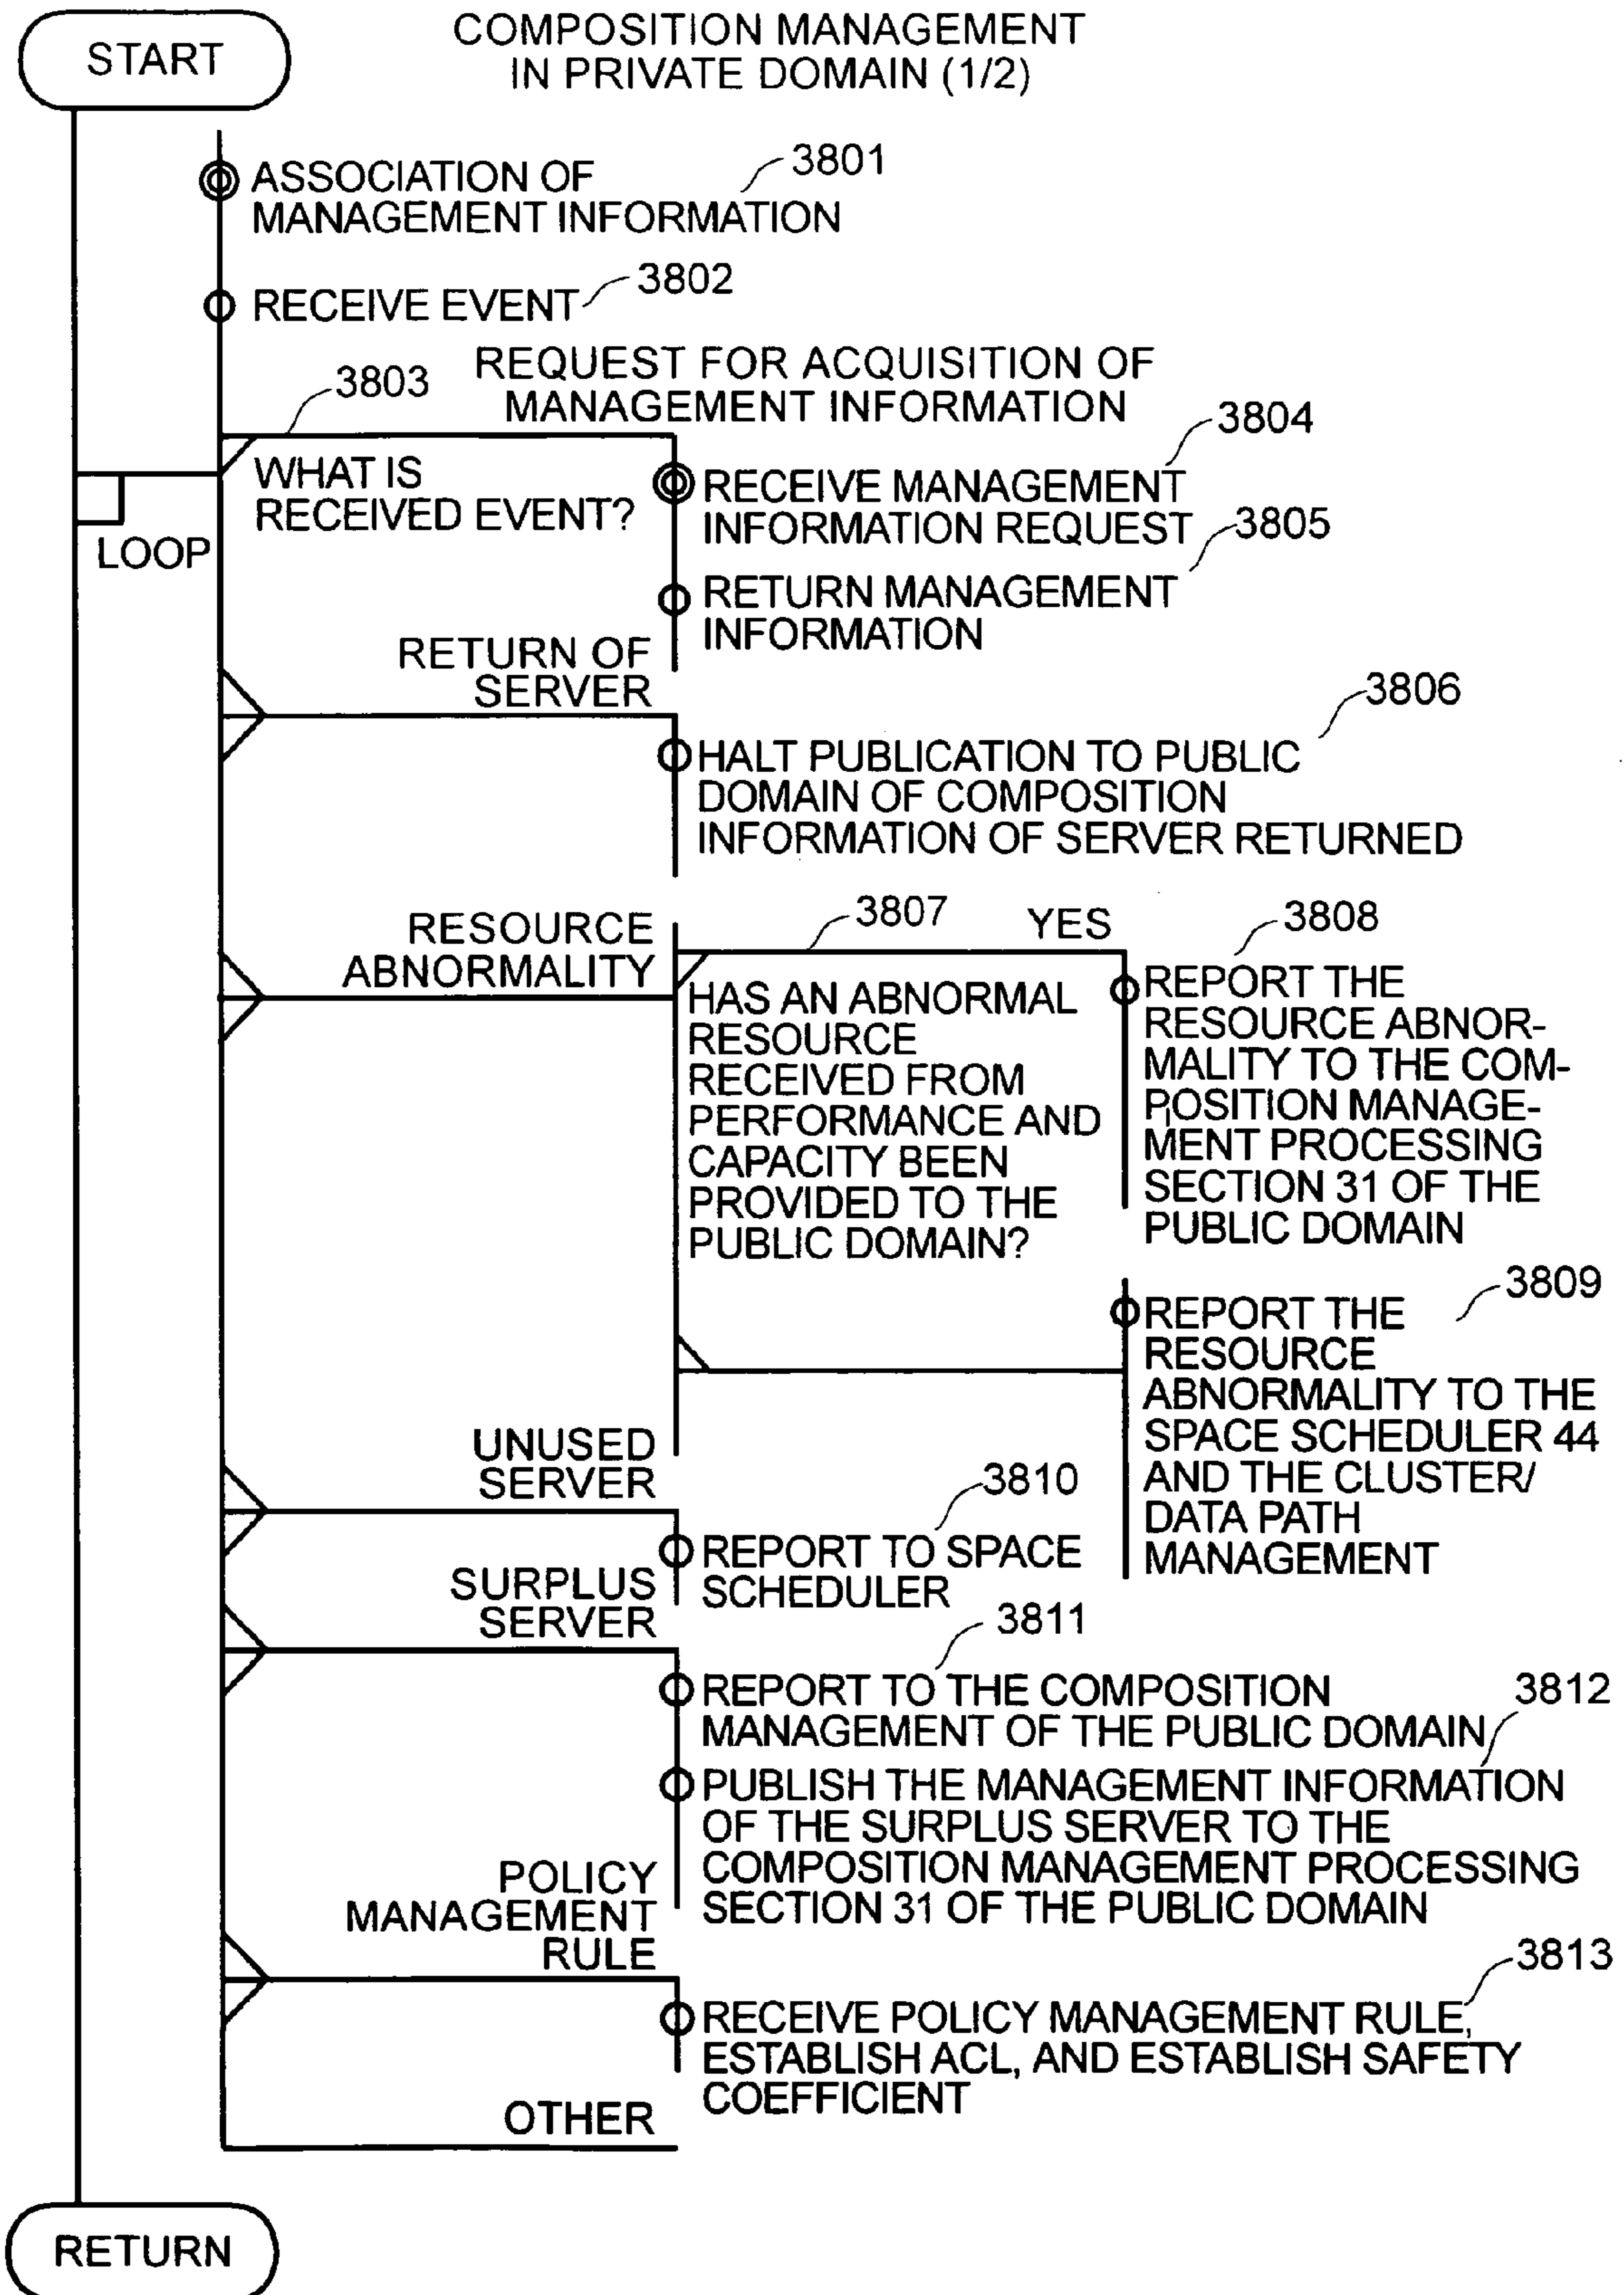 START
COMPOSITION MANAGEMENT
IN PRIVATE DOMAIN (1/2)
ASSOCIATION OF
MANAGEMENT INFORMATION
3801
RECEIVE EVENT
3802
3803
REQUEST FOR ACQUISITION OF
MANAGEMENT INFORMATION
WHAT IS
RECEIVED EVENT?
LOOP
3804
RECEIVE MANAGEMENT
INFORMATION REQUEST
3805
RETURN MANAGEMENT
INFORMATION
RETURN OF
SERVER
3806
HALT PUBLICATION TO PUBLIC
DOMAIN OF COMPOSITION
INFORMATION OF SERVER RETURNED
RESOURCE
ABNORMALITY
3807
YES
HAS AN ABNORMAL
RESOURCE
RECEIVED FROM
PERFORMANCE AND
CAPACITY BEEN
PROVIDED TO THE
PUBLIC DOMAIN?
3808
REPORT THE
RESOURCE ABNOR-
MALITY TO THE COM-
POSITION MANAGE-
MENT PROCESSING
SECTION 31 OF THE
PUBLIC DOMAIN
3809
REPORT THE
RESOURCE
ABNORMALITY TO THE
SPACE SCHEDULER 44
AND THE CLUSTER/
DATA PATH
MANAGEMENT
UNUSED
SERVER
3810
REPORT TO SPACE
SCHEDULER
SURPLUS
SERVER
3811
REPORT TO THE COMPOSITION
MANAGEMENT OF THE PUBLIC DOMAIN
3812
PUBLISH THE MANAGEMENT INFORMATION
OF THE SURPLUS SERVER TO THE
COMPOSITION MANAGEMENT PROCESSING
SECTION 31 OF THE PUBLIC DOMAIN
POLICY
MANAGEMENT
RULE
3813
RECEIVE POLICY MANAGEMENT RULE,
ESTABLISH ACL, AND ESTABLISH SAFETY
COEFFICIENT
OTHER
RETURN